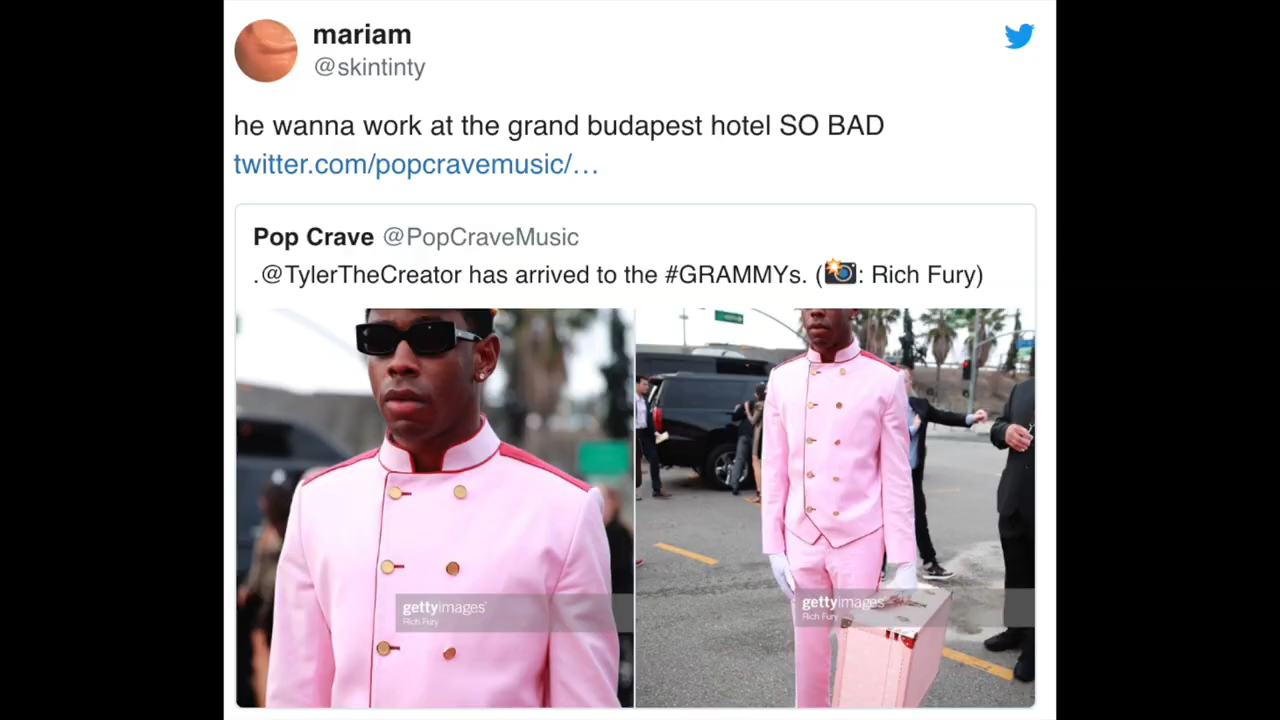 mariam
@skintinty
he wanna work at the grand budapest hotel SO BAD
twitter.com/popcravemusic/…
Pop Crave @PopCraveMusic
.@TylerTheCreator has arrived to the #GRAMMYs. (📸: Rich Fury)
gettyimages®
Rich Fury
gettyimages®
Rich Fury